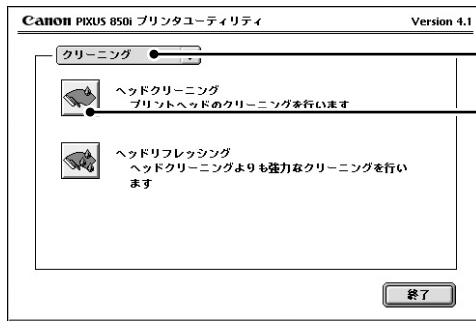 Canon PIXUS 850i プリンタユーティリティ Version 4.1
クリーニング
ヘッドクリーニング
プリントヘッドのクリーニングを行います
ヘッドリフレッシング
ヘッドクリーニングよりも強力なクリーニングを行い
ます
終了